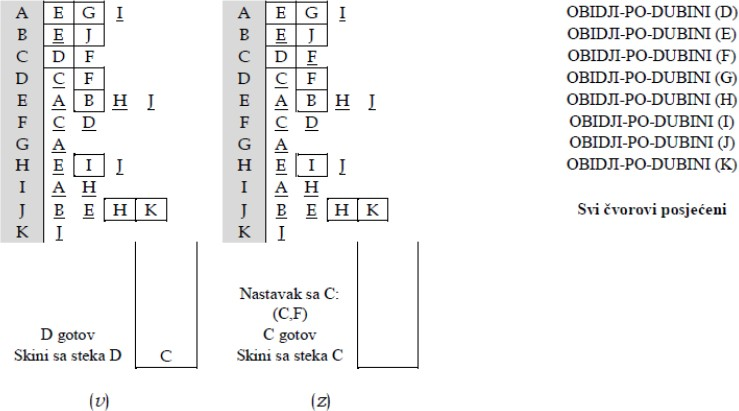 A E G I A E G I OBIDJI-PO-DUBINI (D)
B E J B E J OBIDJI-PO-DUBINI (E)
C D F C D F OBIDJI-PO-DUBINI (F)
D C F D C F OBIDJI-PO-DUBINI (G)
E A B H J E A B H J OBIDJI-PO-DUBINI (H)
F C D F C D OBIDJI-PO-DUBINI (I)
G A G A OBIDJI-PO-DUBINI (J)
H E I J H E I J OBIDJI-PO-DUBINI (K)
I A H I A H
J B E H K J B E H K Svi čvorovi posjećeni
K J K J
Nastavak sa C:
(C,F)
D gotov C gotov
Skini sa steka D C Skini sa steka C
(v) (z)